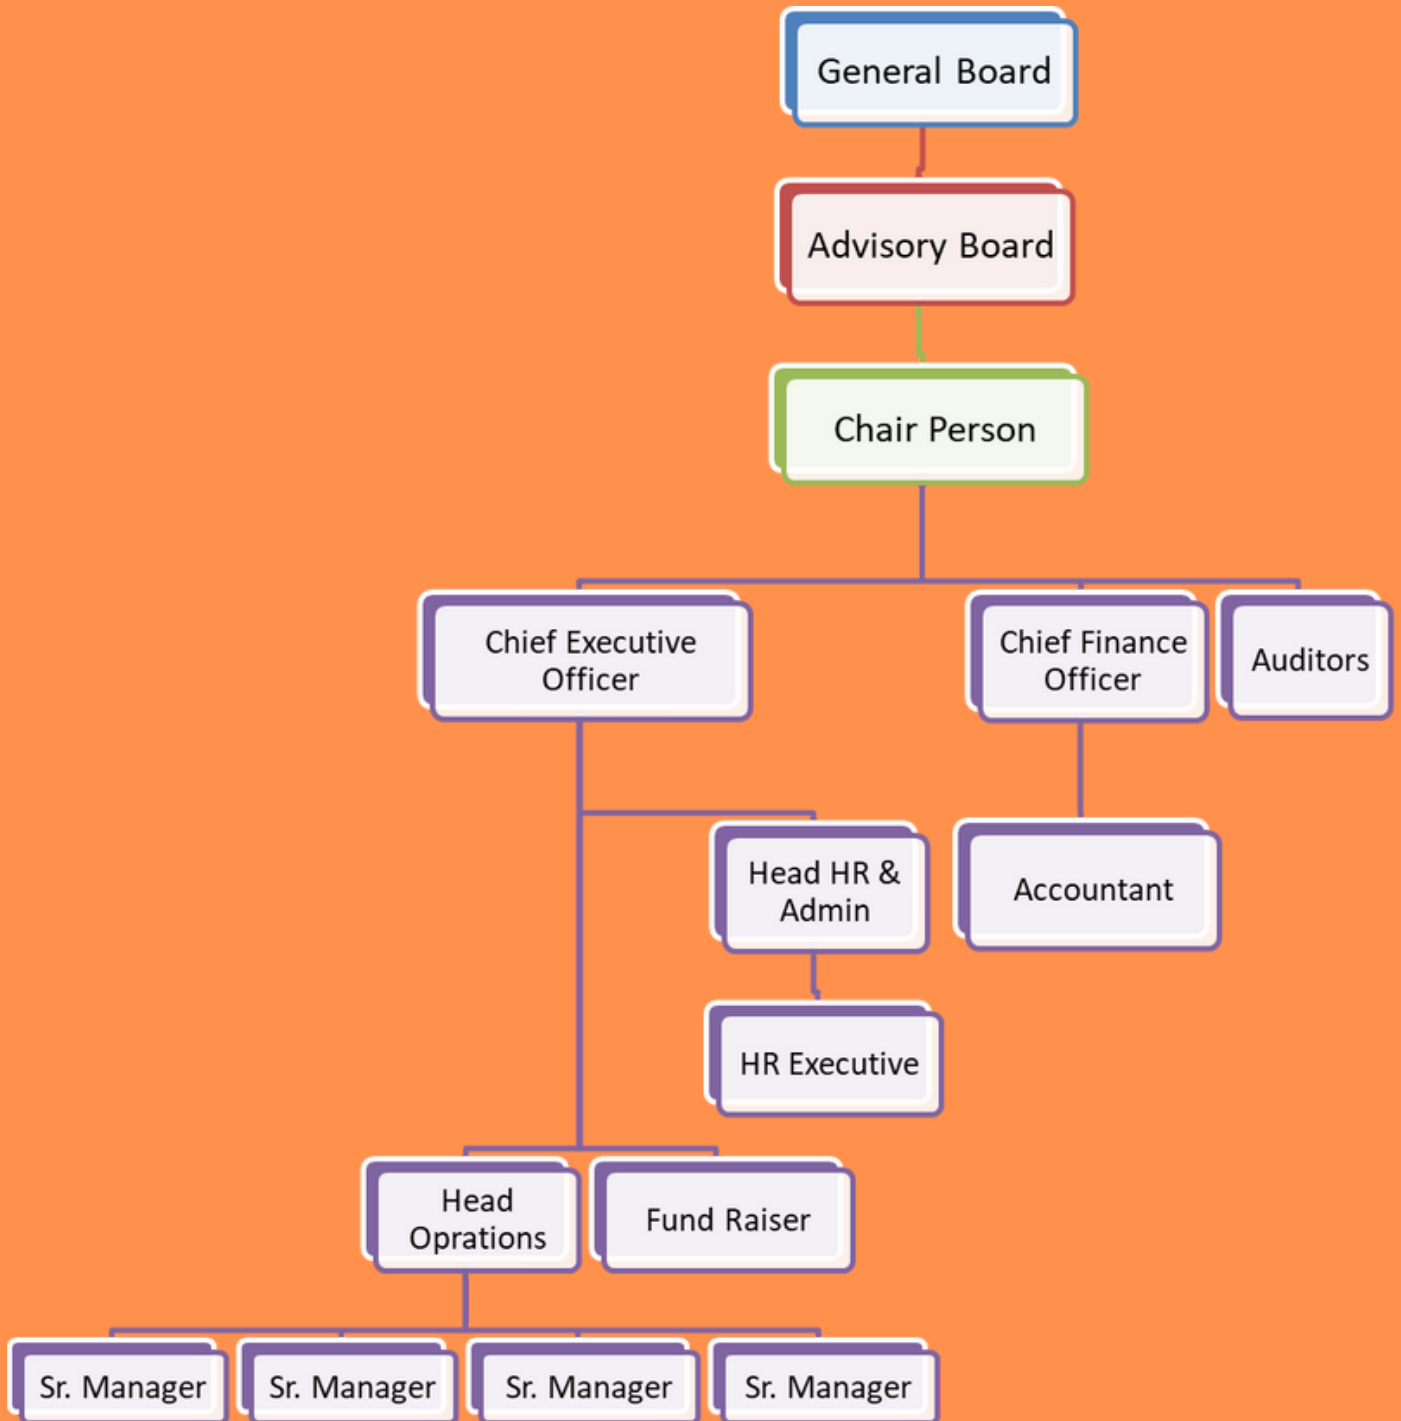 General Board
Advisory Board
Chair Person
Chief Executive
Officer
Chief Finance
Officer
Auditors
Head HR &
Admin
Accountant
HR Executive
Head
Oprations
Fund Raiser
Sr. Manager
Sr. Manager
Sr. Manager
Sr. Manager